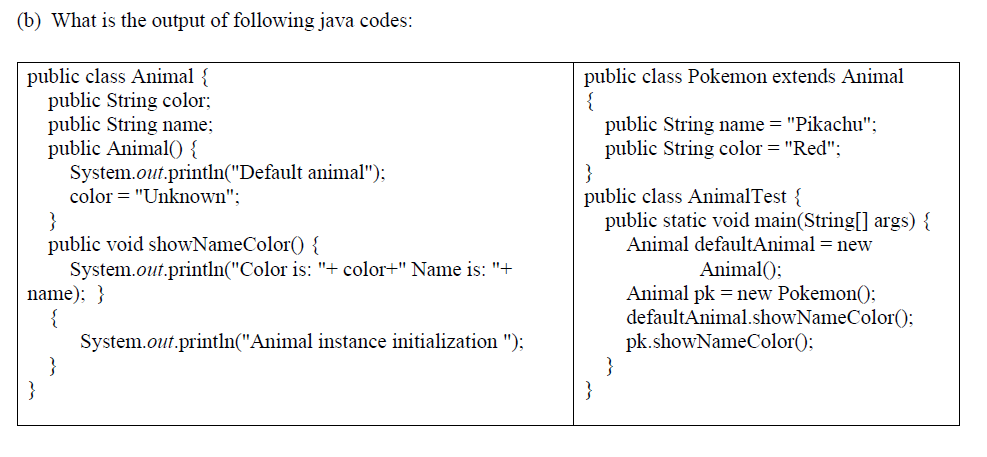 (b) What is the output of following java codes:
public class Animal {
public String color;
public String name;
public Animal() {
System.out.println("Default animal");
color = "Unknown";
}
public void showNameColor() {
System.out.println("Color is: "+ color+" Name is: "+
name); }
{
System.out.println("Animal instance initialization ");
}
}
public class Pokemon extends Animal
{
public String name = "Pikachu";
public String color = "Red";
}
public class AnimalTest {
public static void main(String[] args) {
Animal defaultAnimal = new
Animal();
Animal pk = new Pokemon();
defaultAnimal.showNameColor();
pk.showNameColor();
}
}